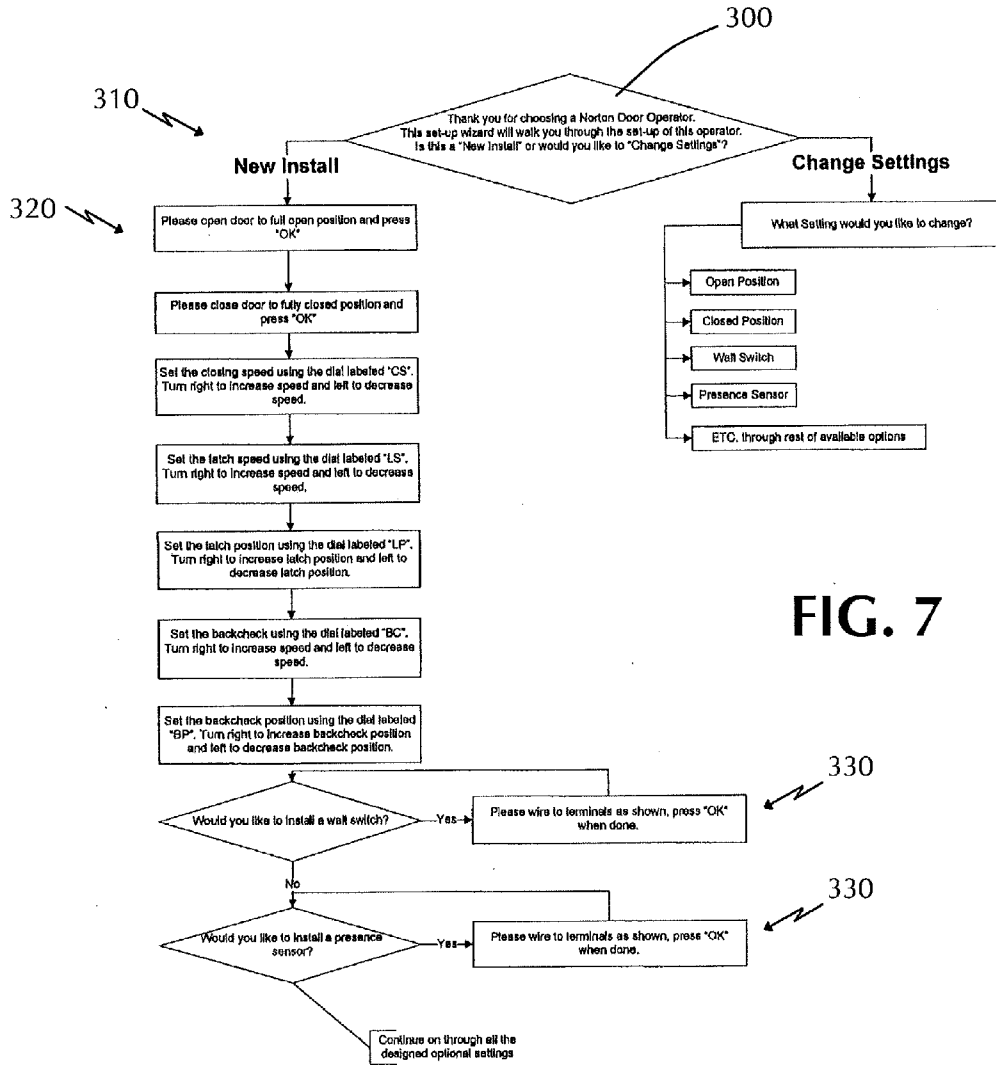 300
310
Thank you for choosing a Norton Door Operator.
This set-up wizard will walk you through the set-up of this operator.
Is this a "New Install" or would you like to "Change Settings"?
New Install
Change Settings
320
Please open door to full open position and press
"OK"
What Setting would you like to change?
Open Position
Closed Position
Wall Switch
Presence Sensor
ETC. through rest of available options
Please close door to fully closed position and
press "OK"
Set the closing speed using the dial labeled "CS".
Turn right to increase speed and left to decrease
speed.
Set the latch speed using the dial labeled "LS".
Turn right to increase speed and left to decrease
speed.
Set the latch position using the dial labeled "LP".
Turn right to increase latch position and left to
decrease latch position.
FIG. 7
Set the backcheck using the dial labeled "BC".
Turn right to increase speed and left to decrease
speed.
Set the backcheck position using the dial labeled
"BP". Turn right to increase backcheck position
and left to decrease backcheck position.
330
Would you like to install a wall switch?
Yes
Please wire to terminals as shown, press "OK"
when done.
No
330
Would you like to install a presence
sensor?
Yes
Please wire to terminals as shown, press "OK"
when done.
Continue on through all the
designed optional settings